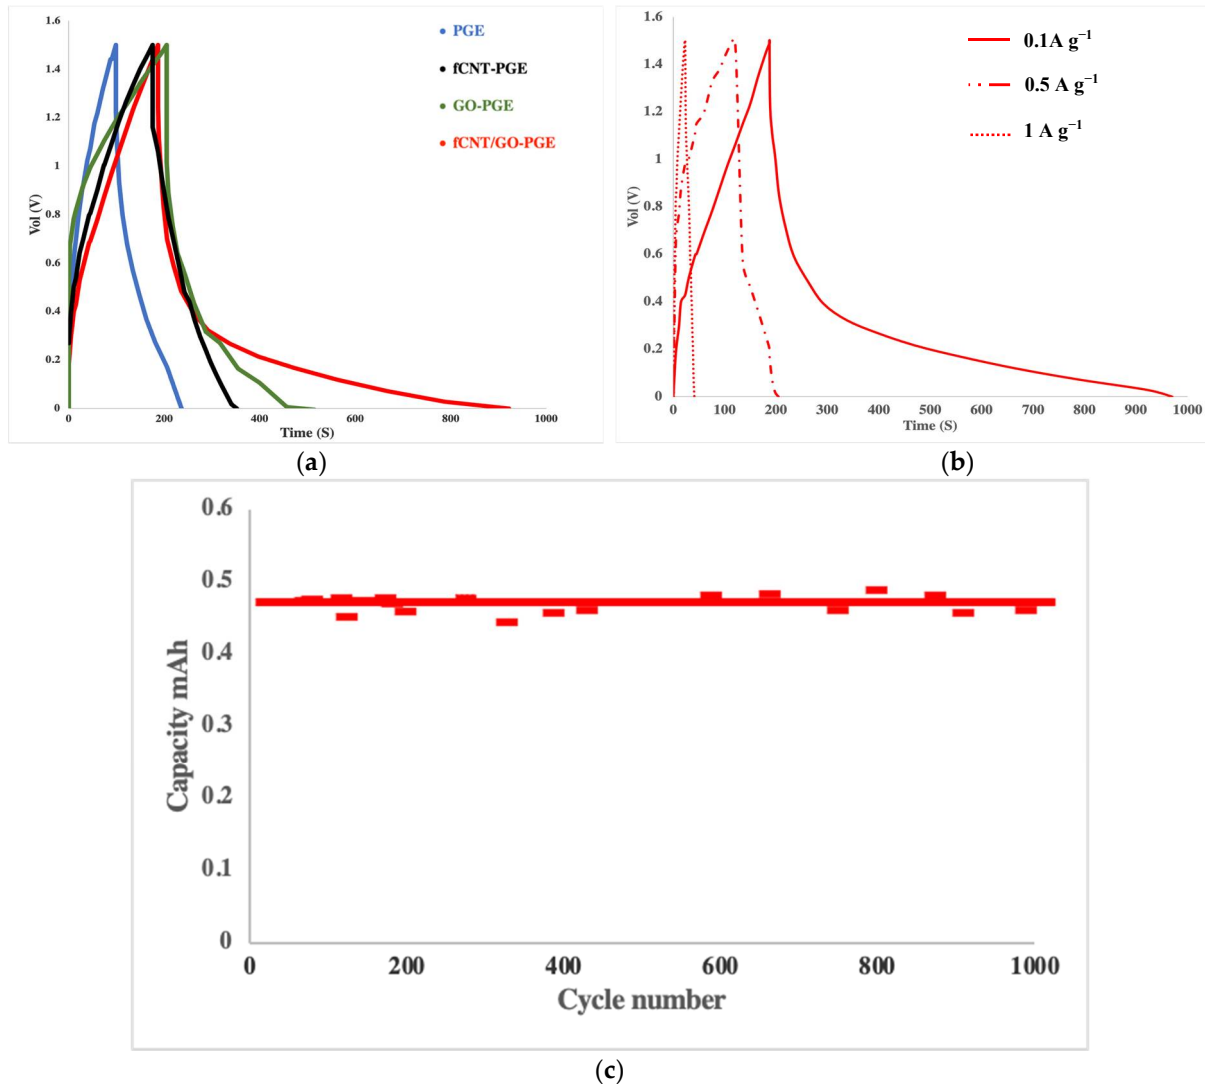 1.6
1.4
1.2
1
0.8
0.6
0.4
0.2
0
Vol (V)
0 200 400 600 800 1000
Time (S)
PGE
fCNT-PGE
GO-PGE
fCNT/GO-PGE
(a)
1.6
1.4
1.2
1
0.8
0.6
0.4
0.2
0
Vol (V)
0 100 200 300 400 500 600 700 800 900 1000
Time (S)
0.1A g⁻¹
0.5 A g⁻¹
1 A g⁻¹
(b)
0.6
0.5
0.4
0.3
0.2
0.1
0
Capacity mAh
0 200 400 600 800 1000
Cycle number
(c)